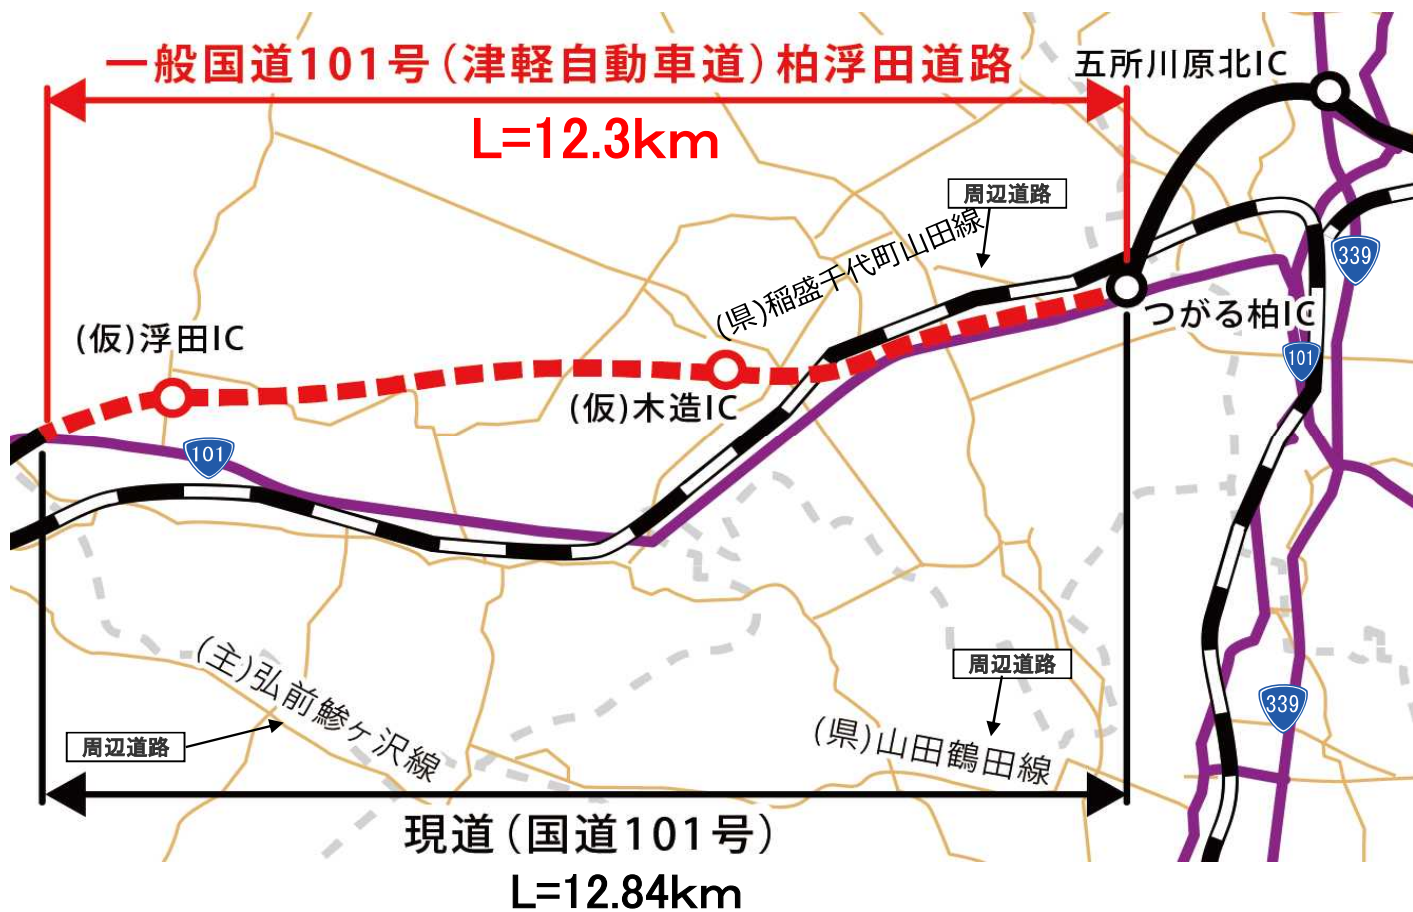 一般国道101号(津軽自動車道)柏浮田道路
L=12.3km
五所川原北IC
周辺道路
(県)稲盛千代町山田線
339
つがる柏IC
(仮)浮田IC
101
(仮)木造IC
101
(主)弘前鰺ヶ沢線
周辺道路
周辺道路
(県)山田鶴田線
339
現道(国道101号)
L=12.84km